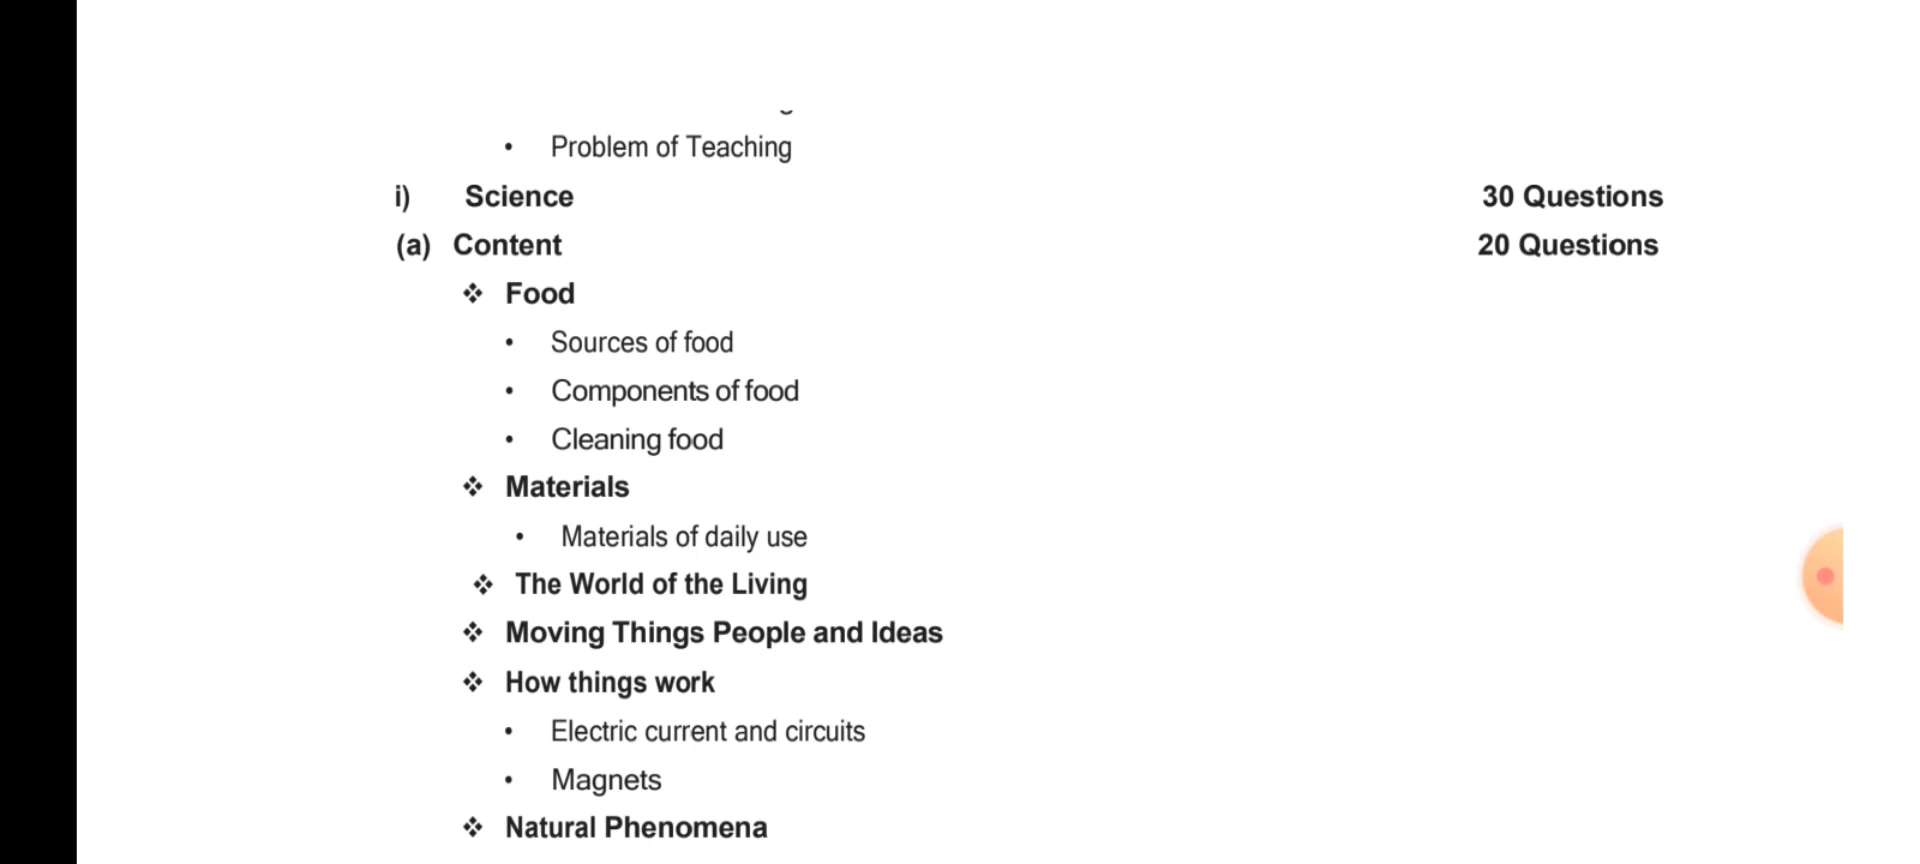 • Problem of Teaching
i) Science 30 Questions
(a) Content 20 Questions
❖ Food
• Sources of food
• Components of food
• Cleaning food
❖ Materials
• Materials of daily use
❖ The World of the Living
❖ Moving Things People and Ideas
❖ How things work
• Electric current and circuits
• Magnets
❖ Natural Phenomena